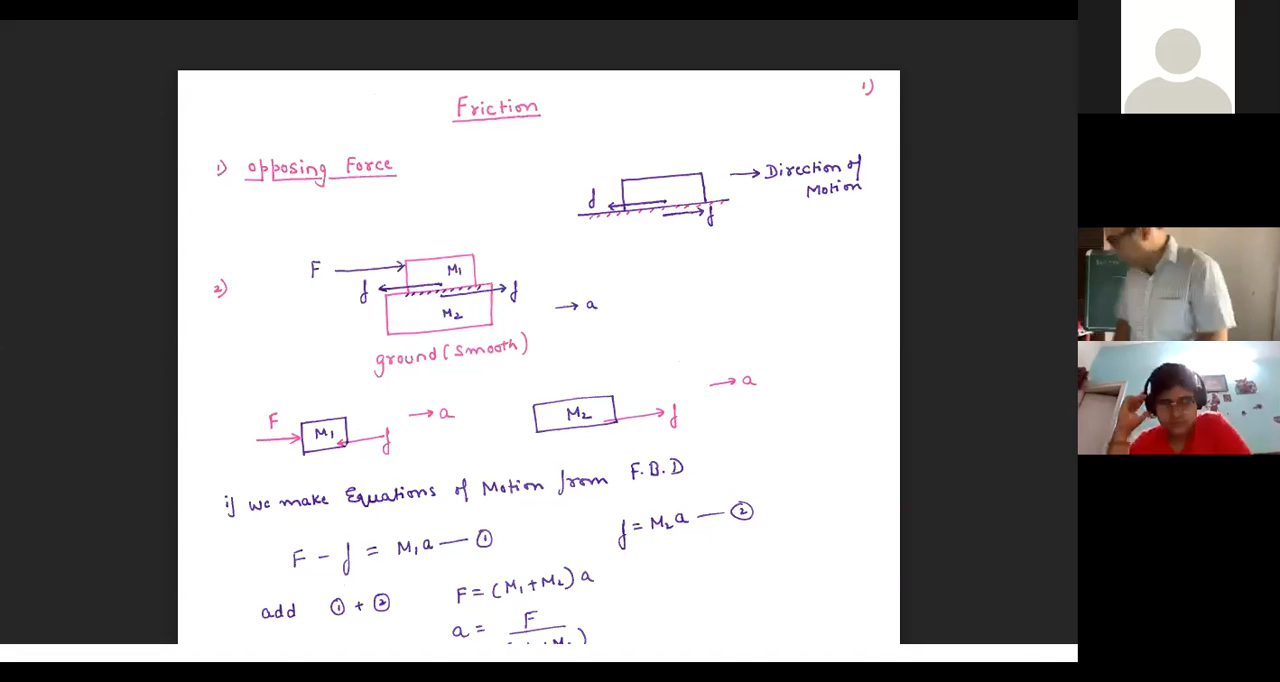 1)
Friction
1) opposing Force
→ Direction of
Motion
f
f
2)
F
M₁
f
f
M₂
→ a
ground (smooth)
→ a
F
M₁
f
→ a
M₂
f
if we make Equations of Motion from F.B.D
F - f = M₁a — ①
f = M₂a — ②
add ① + ②
F = (M₁ + M₂) a
a = F